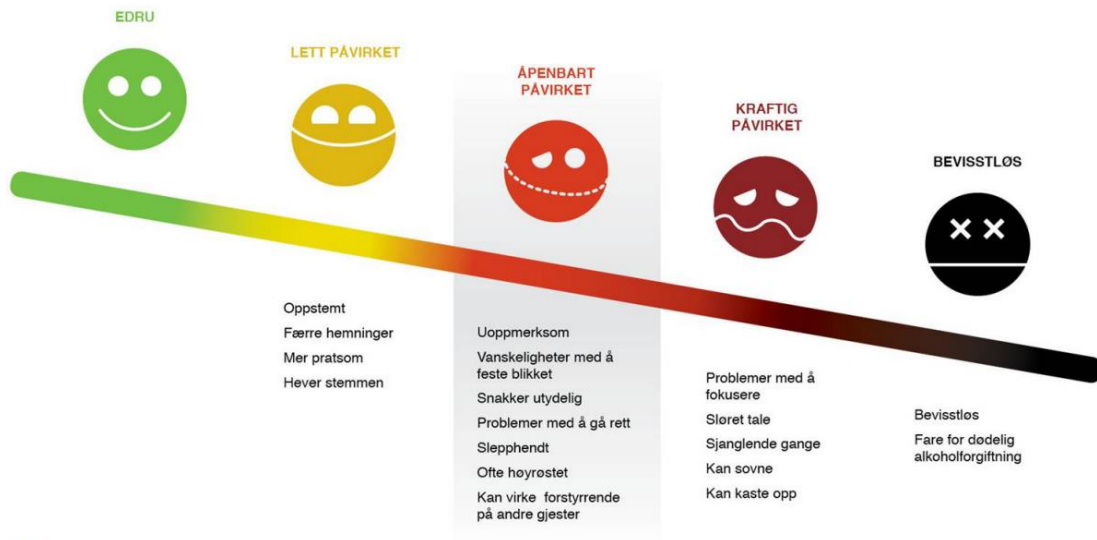 EDRU
LETT PÅVIRKET
Oppstemt
Færre hemninger
Mer pratsom
Hever stemmen
ÅPENBART
PÅVIRKET
Uoppmerksom
Vanskeligheter med å
feste blikket
Snakker utydelig
Problemer med å gå rett
Slepphendt
Ofte høyrøstet
Kan virke forstyrrende
på andre gjester
KRAFTIG
PÅVIRKET
Problemer med å
fokusere
Sløret tale
Sjanglende gange
Kan sovne
Kan kaste opp
BEVISSTLØS
Bevisstløs
Fare for dødelig
alkoholforgiftning